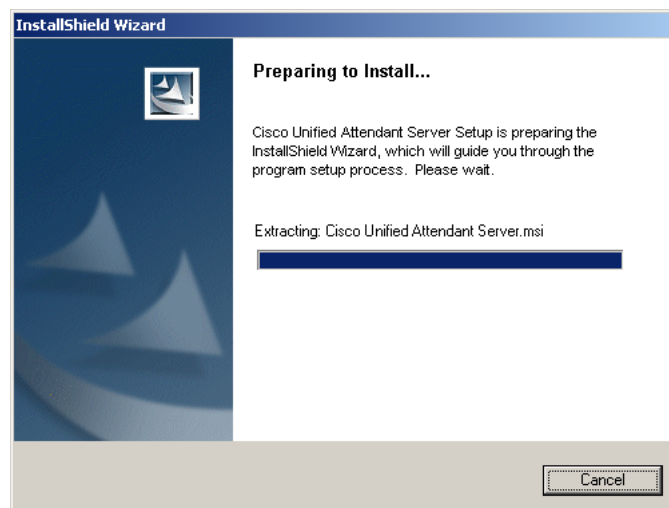 InstallShield Wizard
Preparing to Install...
Cisco Unified Attendant Server Setup is preparing the
InstallShield Wizard, which will guide you through the
program setup process. Please wait.
Extracting: Cisco Unified Attendant Server.msi
Cancel